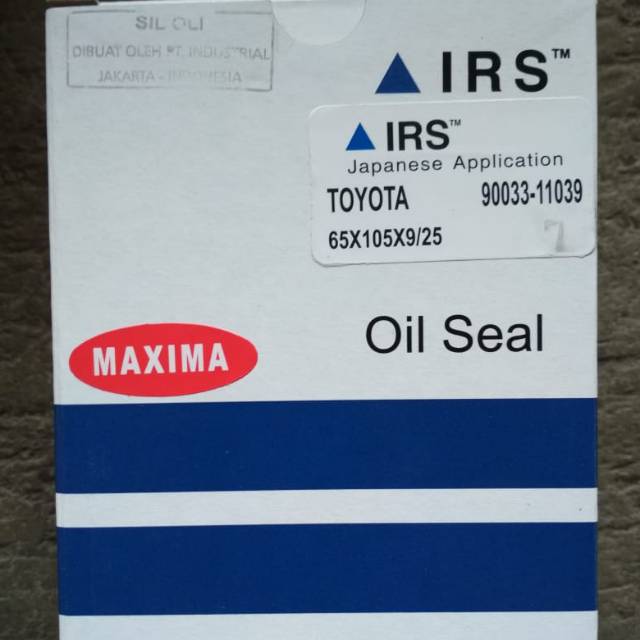 SIL OLI
DIBUAT OLEH PT. INDUSTRIAL
JAKARTA - INDONESIA
IRS™
IRS™
Japanese Application
TOYOTA 90033-11039
65X105X9/25
7
Oil Seal
MAXIMA